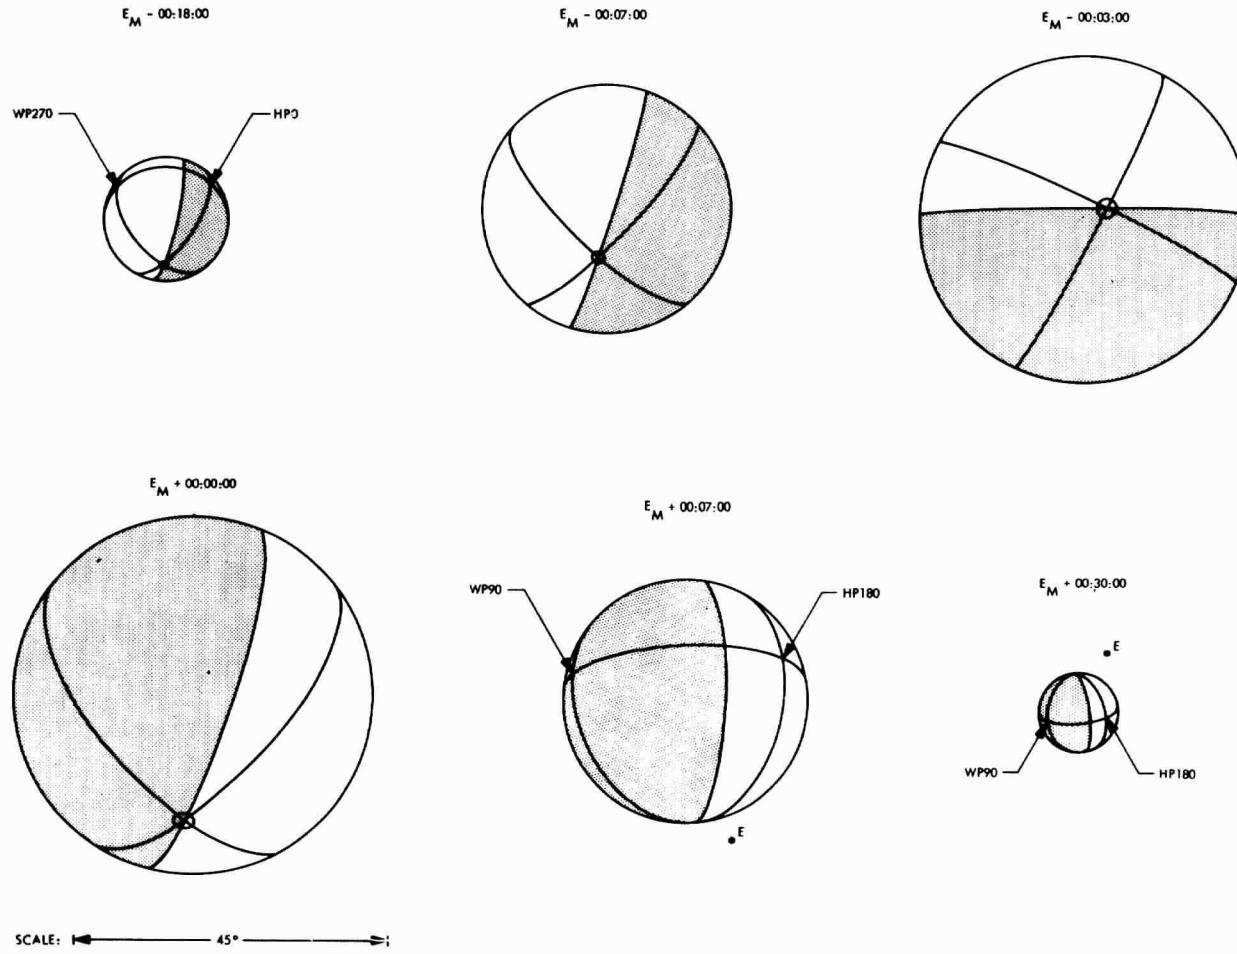 E_M - 00:18:00
E_M - 00:07:00
E_M - 00:03:00
WP270
HP0
E_M + 00:00:00
E_M + 00:07:00
WP90
HP180
E
E_M + 00:30:00
E
WP90
HP180
SCALE: 45°